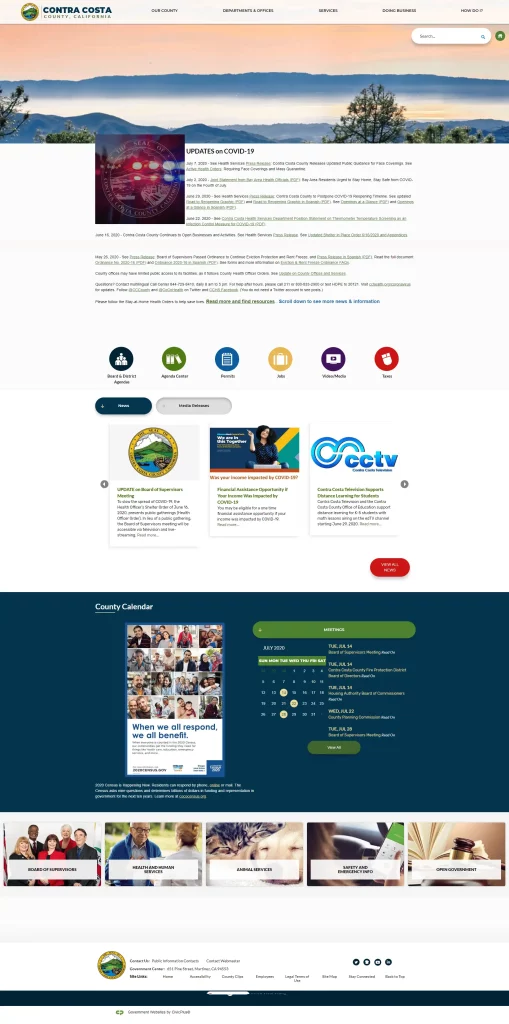 CONTRA COSTA
COUNTY, CALIFORNIA
OUR COUNTY
DEPARTMENTS & OFFICES
SERVICES
DOING BUSINESS
HOW DO I?
Search...
UPDATES on COVID-19
July 7, 2020 - See Health Services Press Release: Contra Costa County Releases Updated Public Guidance for Face Coverings. See
Active Health Orders: Requiring Face Coverings and Mass Quarantine
July 2, 2020 - Joint Statement from Bay Area Health Officials (PDF): Bay Area Residents Urged to Stay Home, Stay Safe from COVID-
19 on the Fourth of July
June 29, 2020 - See Health Services Press Release: Contra Costa County to Postpone COVID-19 Reopening Timeline. See updated
Road to Reopening Graphic (PDF) and Road to Reopening Graphic in Spanish (PDF). See
June 22, 2020 - See Contra Costa Health Services Department Position Statement on Thermometer Temperature Screening as an
Infection Control Measure for COVID-19 (PDF)
June 16, 2020 - Contra Costa County Continues to Open Businesses and Activities. See Health Services Press Release. See Updated Shelter in Place Order 6/16/2020 and Appendices.
May 26, 2020 - See Press Release: Board of Supervisors Passed Ordinance to Continue Eviction Protection and Rent Freeze, and Press Release in Spanish (PDF). Read the full document:
Ordinance No. 2020-16 (PDF) and Ordinance 2020-16 in Spanish (PDF). See forms and more information on Eviction & Rent Freeze Ordinance FAQs.
County offices may have limited public access to its facilities, as it follows County Health Officer Orders. See Update on County Offices and Services.
Questions? Contact multilingual Call Center 844-729-8410, daily 8 am to 5 pm. For help after hours, please call 211 or 800-833-2900 or text HOPE to 20121. Visit cchealth.org/coronavirus
for updates. Follow @CCCounty and @CoCoHealth on Twitter and CCHS Facebook. (You do not need a Twitter account to see posts.)
Please follow the Stay-at-Home Health Orders to help save lives. Read more and find resources Scroll down to see more news & information
Board & District
Agendas
Agenda Center
Permits
Jobs
Video/Media
Taxes
News
Media Releases
We are in
this Together
Was your income impacted by COVID-19?
cctv
Contra Costa Television
UPDATE on Board of Supervisors
Meeting
To slow the spread of COVID-19, the
Health Officer's Shelter Order of June 16,
2020, prevents public gatherings (Health
Officer Order). In lieu of a public gathering,
the Board of Supervisors meeting will be
accessible via television and live-
streaming. Read more...
Financial Assistance Opportunity if
Your Income Was Impacted by
COVID-19
You may be eligible for a one time
financial assistance opportunity if your
income was impacted by COVID-19.
Read more...
Contra Costa Television Supports
Distance Learning for Students
Contra Costa Television and the Contra
Costa County Office of Education support
distance learning for K-5 students with
math lessons airing on the ccTV channel
starting June 29, 2020. Read more...
VIEW ALL
NEWS
County Calendar
When we all respond,
we all benefit.
2020CENSUS.GOV
2020 Census is Happening Now. Residents can respond by phone, online or mail. The
Census asks nine questions and determines billions of dollars in funding and representation in
government for the next ten years. Learn more at cococensus.org
MEETINGS
JULY 2020
SUN MON TUE WED THU FRI SAT
1 2 3 4
5 6 7 8 9 10 11
12 13 14 15 16 17 18
19 20 21 22 23 24 25
26 27 28 29 30 31
TUE, JUL 14
Board of Supervisors Meeting Read On
TUE, JUL 14
Contra Costa County Fire Protection District
Board of Directors Read On
TUE, JUL 14
Housing Authority Board of Commissioners
Read On
WED, JUL 22
County Planning Commission Read On
TUE, JUL 28
Board of Supervisors Meeting Read On
View All
BOARD OF SUPERVISORS
HEALTH AND HUMAN
SERVICES
ANIMAL SERVICES
SAFETY AND
EMERGENCY INFO
OPEN GOVERNMENT
Contact Us: Public Information Contacts Contact Webmaster
Government Center: 651 Pine Street, Martinez, CA 94553
Site Links: Home Accessibility County Clips Employees Legal Terms of
Use Site Map Stay Connected Back to Top
Government Websites by CivicPlus®